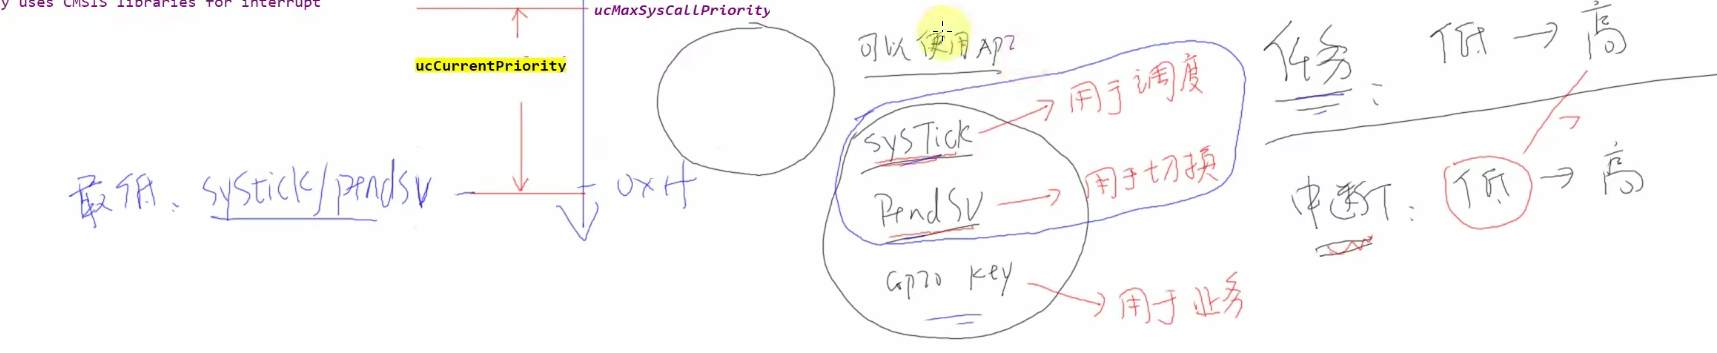 y uses CMSIS libraries for interrupt
ucMaxSysCallPriority
ucCurrentPriority
最低: systick/pendSV
0xff
可以使用API
SysTick
用于调度
PendSV
用于切换
GPIO Key
用于业务
任务: 低 → 高
中断: 低 → 高